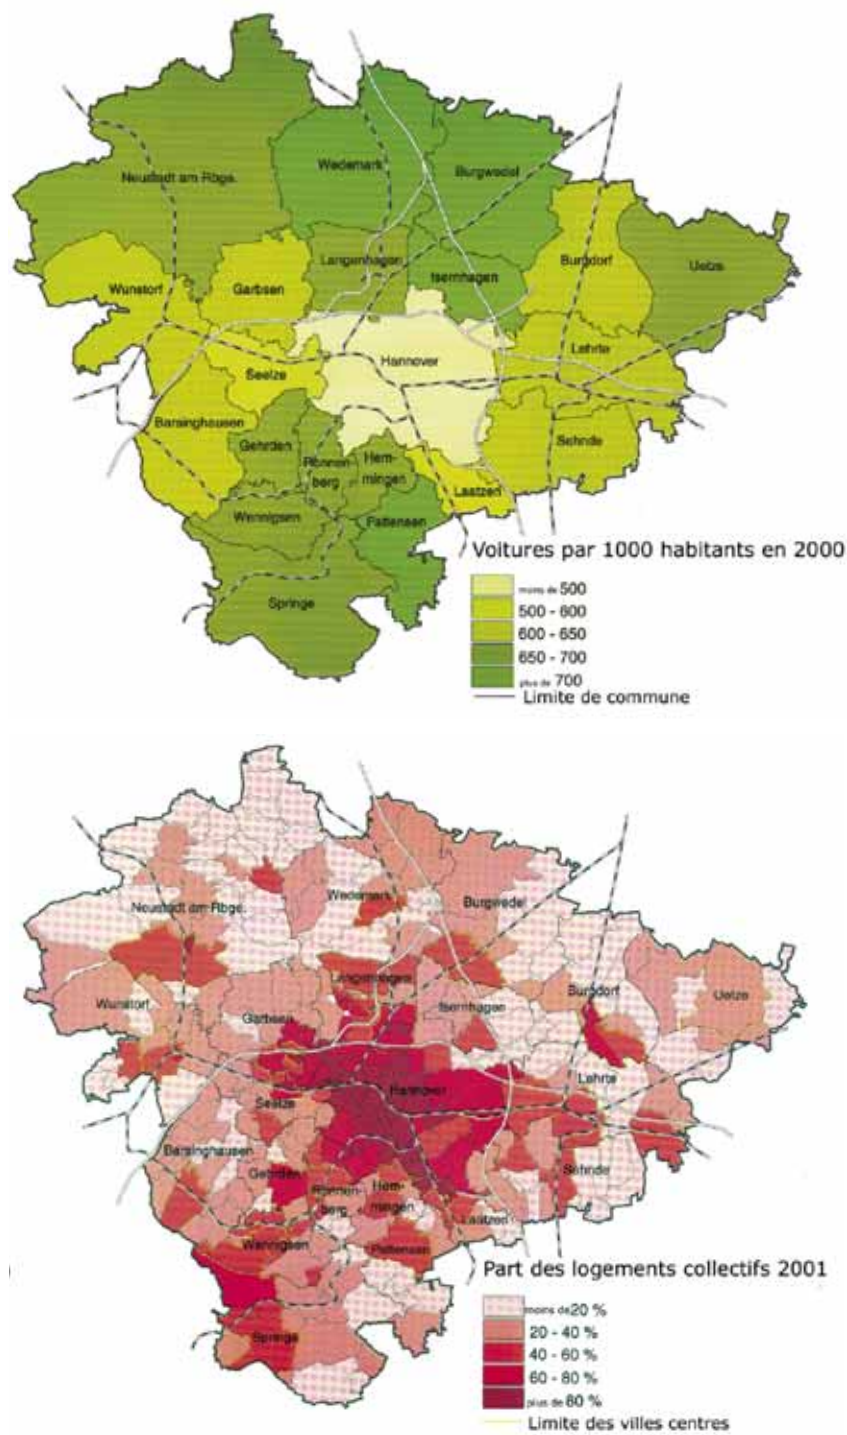 Neustadt am Rbge.
Wedemark
Burgwedel
Langenhagen
Isernhagen
Burgdorf
Uetze
Wunstorf
Garbsen
Hannover
Lehrte
Seelze
Barsinghausen
Gehrden
Ronnen-
berg
Hem-
mingen
Sehnde
Laatzen
Wennigsen
Pattensen
Springe
Voitures par 1000 habitants en 2000
moins de 500
500 - 600
600 - 650
650 - 700
plus de 700
Limite de commune
Neustadt am Rbge.
Wedemark
Burgwedel
Langenhagen
Isernhagen
Burgdorf
Uetze
Wunstorf
Garbsen
Hannover
Lehrte
Seelze
Barsinghausen
Gehrden
Ronnen-
berg
Hem-
mingen
Sehnde
Laatzen
Wennigsen
Pattensen
Springe
Part des logements collectifs 2001
moins de 20 %
20 - 40 %
40 - 60 %
60 - 80 %
plus de 80 %
Limite des villes centres